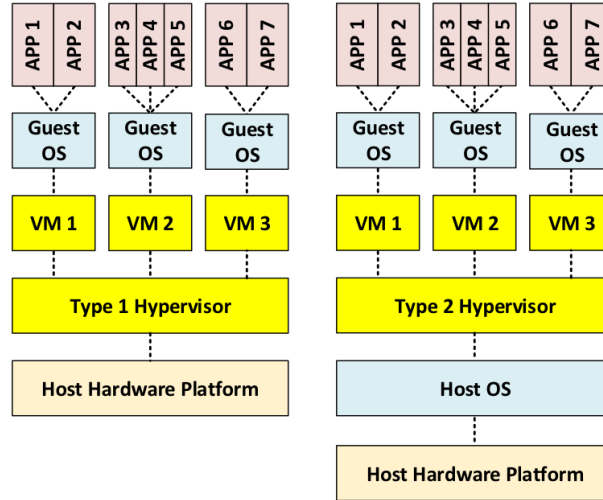 APP 1
APP 2
APP 3
APP 4
APP 5
APP 6
APP 7
Guest
OS
Guest
OS
Guest
OS
VM 1
VM 2
VM 3
Type 1 Hypervisor
Host Hardware Platform
APP 1
APP 2
APP 3
APP 4
APP 5
APP 6
APP 7
Guest
OS
Guest
OS
Guest
OS
VM 1
VM 2
VM 3
Type 2 Hypervisor
Host OS
Host Hardware Platform